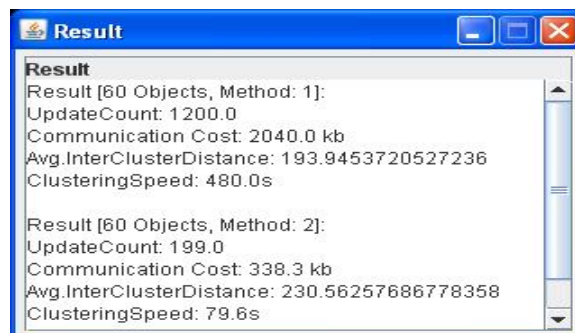 Result
Result
Result [60 Objects, Method: 1]:
UpdateCount: 1200.0
Communication Cost: 2040.0 kb
Avg.InterClusterDistance: 193.9453720527236
ClusteringSpeed: 480.0s
Result [60 Objects, Method: 2]:
UpdateCount: 199.0
Communication Cost: 338.3 kb
Avg.InterClusterDistance: 230.56257686778358
ClusteringSpeed: 79.6s